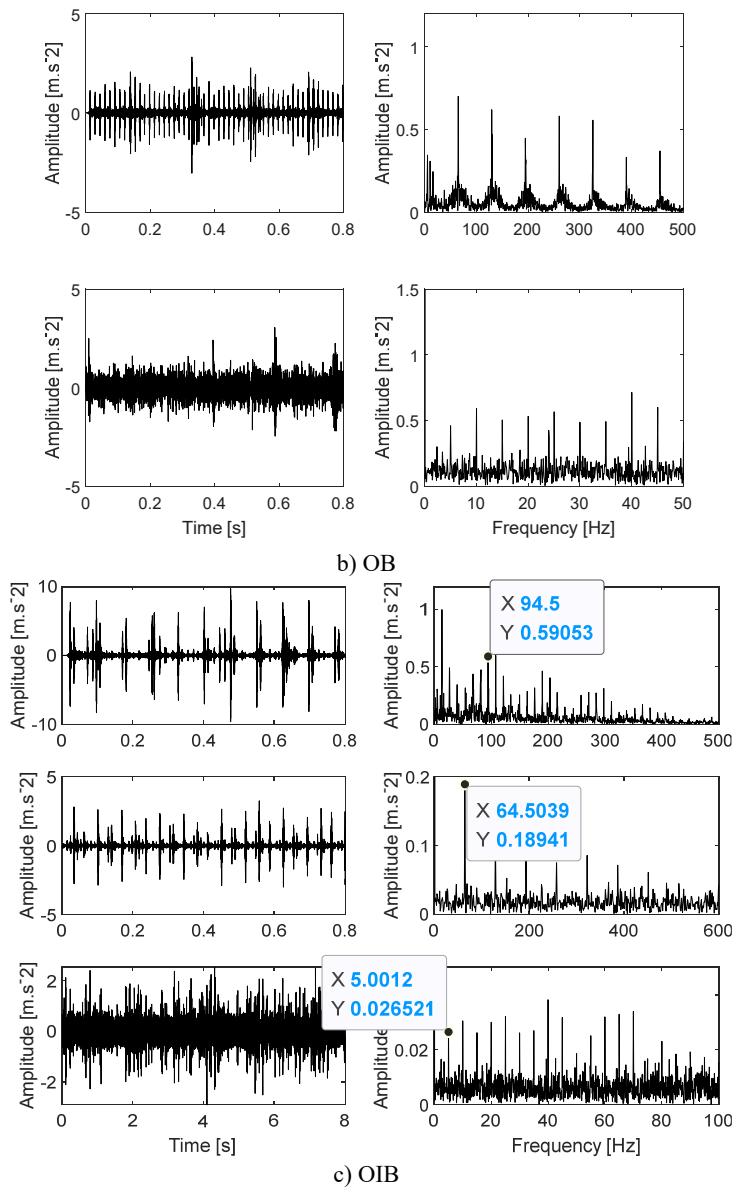 5
0
-5
Amplitude [m.s^-2]
0 0.2 0.4 0.6 0.8
1
0.5
0
Amplitude [m.s^-2]
0 100 200 300 400 500
5
0
-5
Amplitude [m.s^-2]
0 0.2 0.4 0.6 0.8
Time [s]
1.5
1
0.5
0
Amplitude [m.s^-2]
0 10 20 30 40 50
Frequency [Hz]
b) OB
10
0
-10
Amplitude [m.s^-2]
0 0.2 0.4 0.6 0.8
1
0.5
0
Amplitude [m.s^-2]
X 94.5
Y 0.59053
0 100 200 300 400 500
5
0
-5
Amplitude [m.s^-2]
0 0.2 0.4 0.6 0.8
0.2
0.1
0
Amplitude [m.s^-2]
X 64.5039
Y 0.18941
0 200 400 600
2
0
-2
Amplitude [m.s^-2]
0 2 4 6 8
Time [s]
X 5.0012
Y 0.026521
0.02
0
Amplitude
0 20 40 60 80 100
Frequency [Hz]
c) OIB